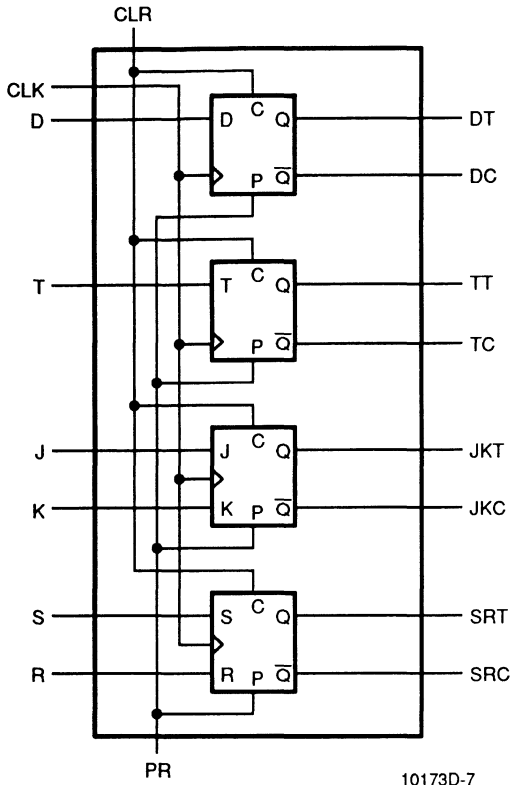 CLR
CLK
D
D C Q
P Q̅
DT
DC
T
T C Q
P Q̅
TT
TC
J
K
J C Q
K P Q̅
JKT
JKC
S
R
S C Q
R P Q̅
SRT
SRC
PR
10173D-7